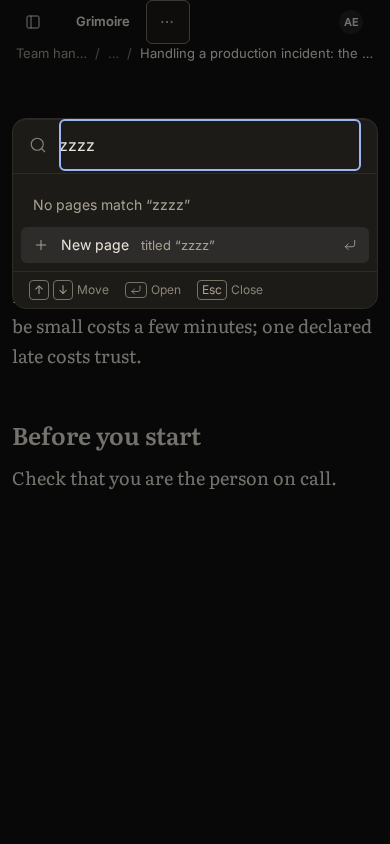 Grimoire
AE
Team han... / ... / Handling a production incident: the ...
zzzz
No pages match “zzzz”
New page titled “zzzz”
Move Open Esc Close
be small costs a few minutes; one declared
late costs trust.
Before you start
Check that you are the person on call.